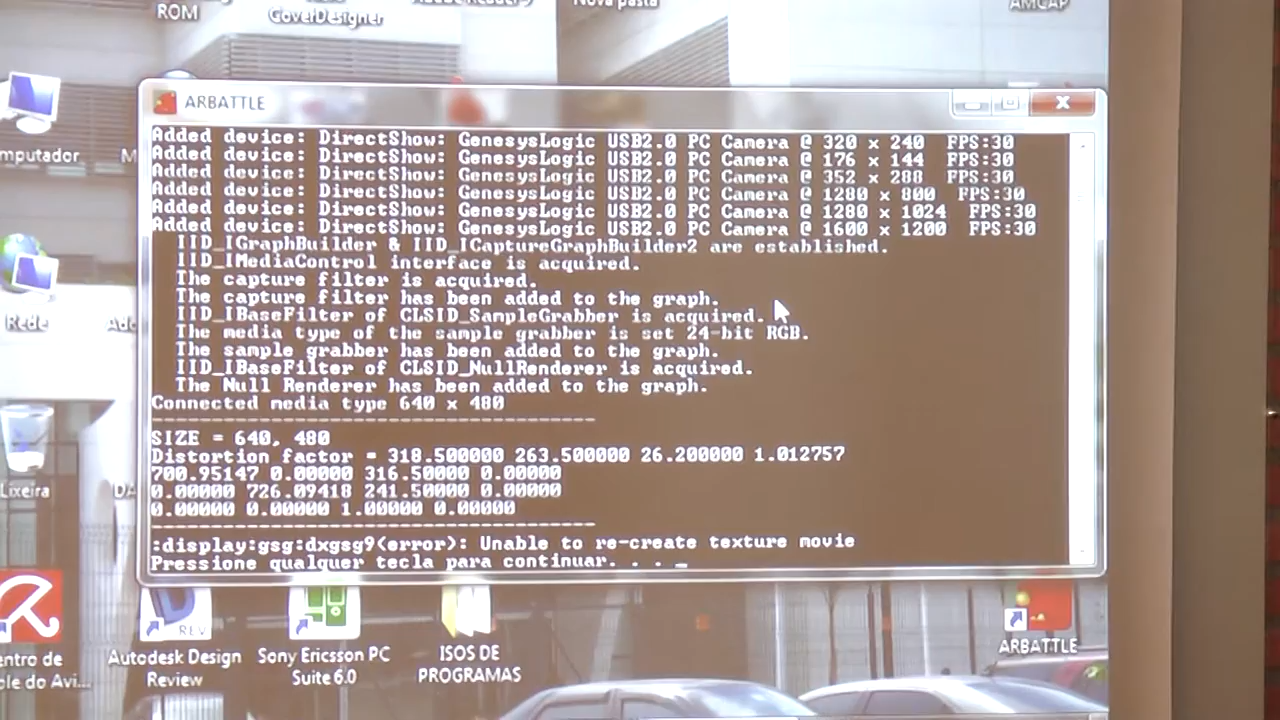 ROM
CoverDesigner
Nova pasta
AMCAP
ARBATTLE
Added device: DirectShow: GenesysLogic USB2.0 PC Camera @ 320 x 240 FPS:30
Added device: DirectShow: GenesysLogic USB2.0 PC Camera @ 176 x 144 FPS:30
Added device: DirectShow: GenesysLogic USB2.0 PC Camera @ 352 x 288 FPS:30
Added device: DirectShow: GenesysLogic USB2.0 PC Camera @ 1280 x 800 FPS:30
Added device: DirectShow: GenesysLogic USB2.0 PC Camera @ 1280 x 1024 FPS:30
Added device: DirectShow: GenesysLogic USB2.0 PC Camera @ 1600 x 1200 FPS:30
IID_IGraphBuilder & IID_ICaptureGraphBuilder2 are established.
IID_IMediaControl interface is acquired.
The capture filter is acquired.
The capture filter has been added to the graph.
IID_IBaseFilter of CLSID_SampleGrabber is acquired.
The media type of the sample grabber is set 24-bit RGB.
The sample grabber has been added to the graph.
IID_IBaseFilter of CLSID_NullRenderer is acquired.
The Null Renderer has been added to the graph.
Connected media type 640 x 480
--------------------------------------
SIZE = 640, 480
Distortion factor = 318.500000 263.500000 26.200000 1.012757
700.95147 0.00000 316.50000 0.00000
0.00000 726.09418 241.50000 0.00000
0.00000 0.00000 1.00000 0.00000
--------------------------------------
:display:gsg:dxgsg9(error): Unable to re-create texture movie
Pressione qualquer tecla para continuar. . . _
mputador
Rede
Lixeira
entro de
ole do Avi...
REV
Autodesk Design
Review
Sony Ericsson PC
Suite 6.0
ISOS DE
PROGRAMAS
ARBATTLE